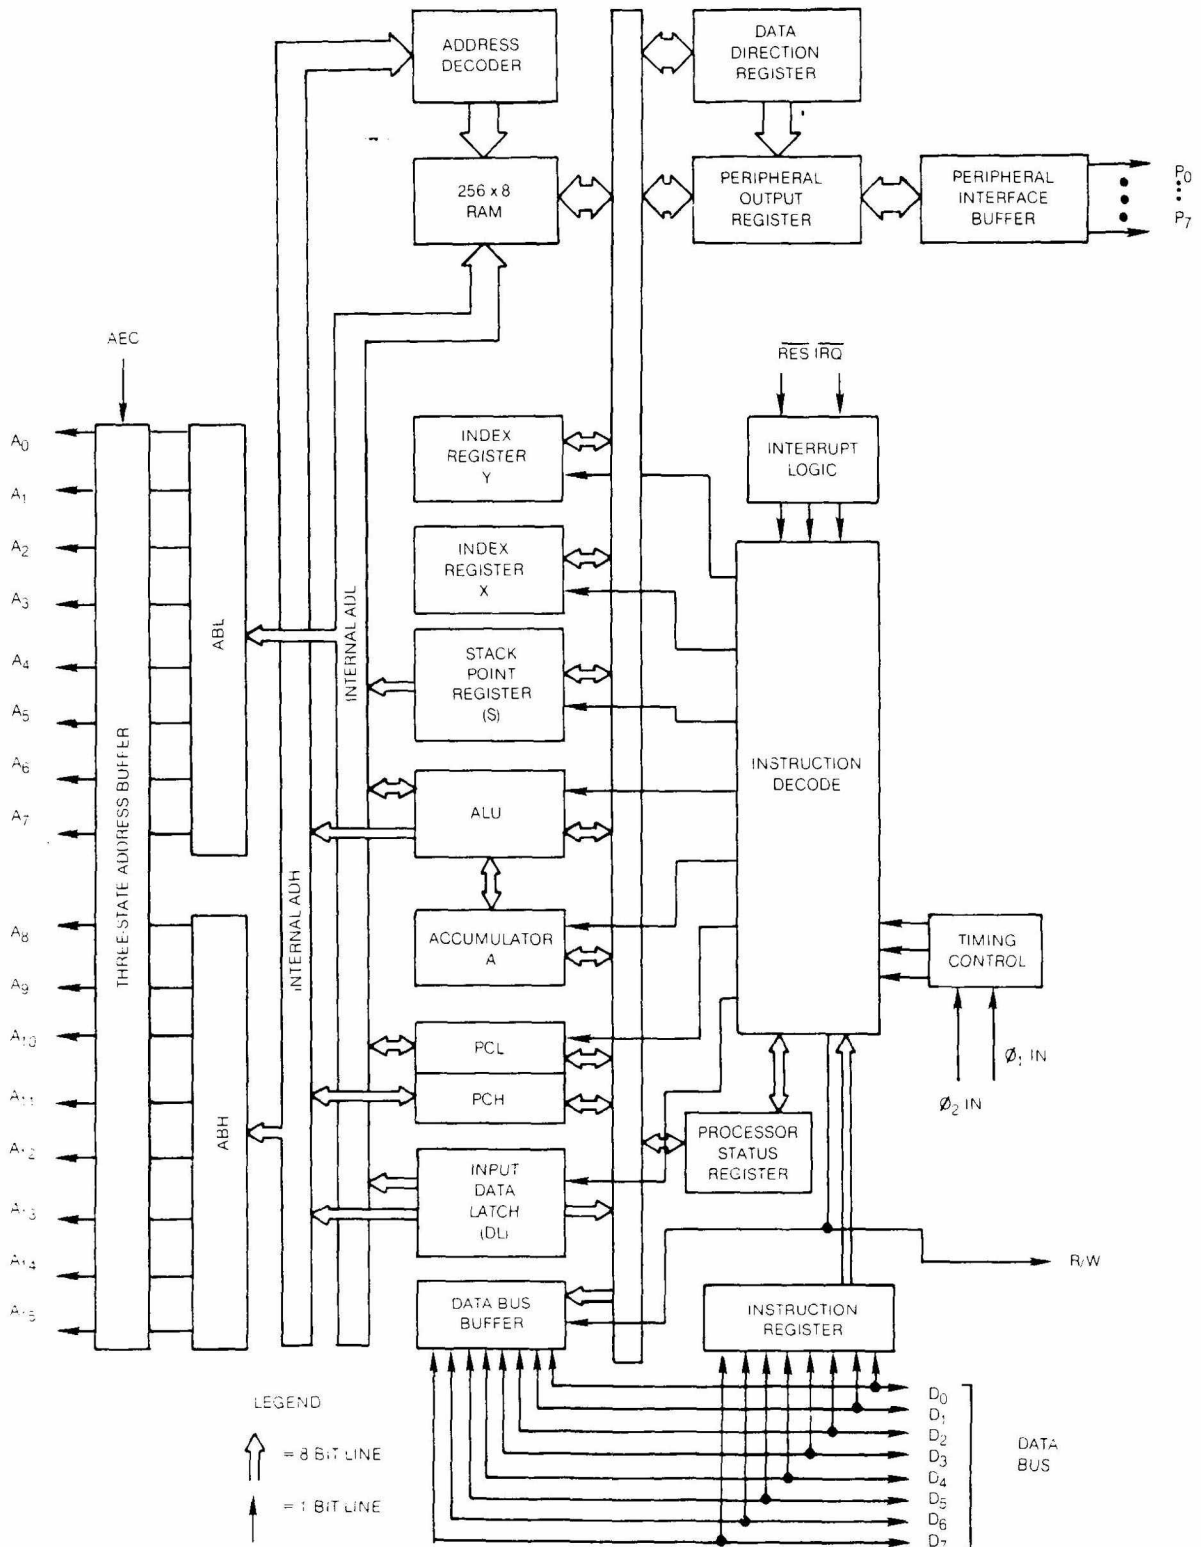 ADDRESS
DECODER
DATA
DIRECTION
REGISTER
256 x 8
RAM
PERIPHERAL
OUTPUT
REGISTER
PERIPHERAL
INTERFACE
BUFFER
P0
P7
AEC
RES IRQ
INTERRUPT
LOGIC
A0
A1
A2
A3
A4
A5
A6
A7
A8
A9
A10
A11
A12
A13
A14
A15
THREE-STATE ADDRESS BUFFER
ABL
ABH
INTERNAL ADH
INTERNAL ADL
INDEX
REGISTER
Y
INDEX
REGISTER
X
STACK
POINT
REGISTER
(S)
ALU
ACCUMULATOR
A
PCL
PCH
INPUT
DATA
LATCH
(DL)
DATA BUS
BUFFER
INSTRUCTION
DECODE
TIMING
CONTROL
Ø1 IN
Ø2 IN
PROCESSOR
STATUS
REGISTER
R/W
INSTRUCTION
REGISTER
D0
D1
D2
D3
D4
D5
D6
D7
DATA
BUS
LEGEND
= 8 BIT LINE
= 1 BIT LINE